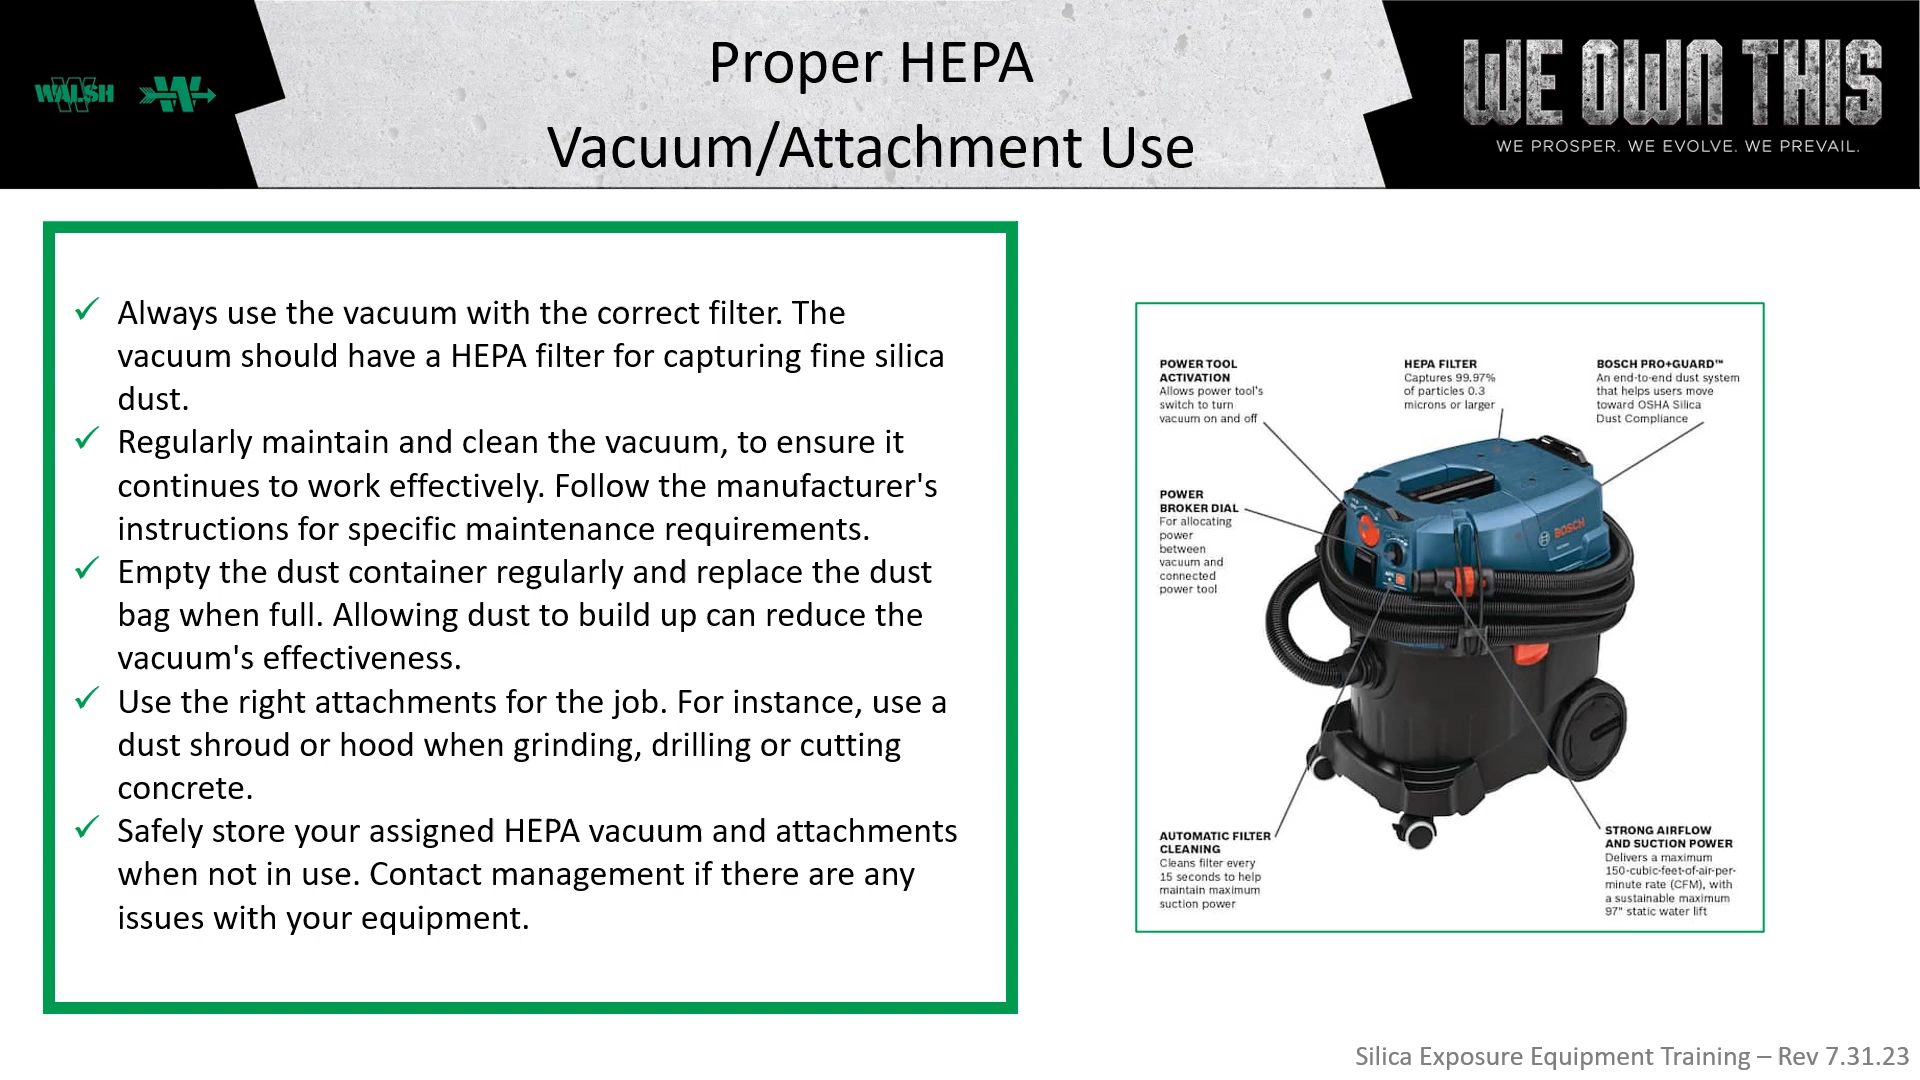 WALSH
Proper HEPA
Vacuum/Attachment Use
WE OWN THIS
WE PROSPER. WE EVOLVE. WE PREVAIL.
Always use the vacuum with the correct filter. The
vacuum should have a HEPA filter for capturing fine silica
dust.
Regularly maintain and clean the vacuum, to ensure it
continues to work effectively. Follow the manufacturer's
instructions for specific maintenance requirements.
Empty the dust container regularly and replace the dust
bag when full. Allowing dust to build up can reduce the
vacuum's effectiveness.
Use the right attachments for the job. For instance, use a
dust shroud or hood when grinding, drilling or cutting
concrete.
Safely store your assigned HEPA vacuum and attachments
when not in use. Contact management if there are any
issues with your equipment.
POWER TOOL
ACTIVATION
Allows power tool's
switch to turn
vacuum on and off
HEPA FILTER
Captures 99.97%
of particles 0.3
microns or larger
BOSCH PRO+GUARD™
An end-to-end dust system
that helps users move
toward OSHA Silica
Dust Compliance
POWER
BROKER DIAL
For allocating
power
between
vacuum and
connected
power tool
BOSCH
AUTOMATIC FILTER
CLEANING
Cleans filter every
15 seconds to help
maintain maximum
suction power
STRONG AIRFLOW
AND SUCTION POWER
Delivers a maximum
150-cubic-feet-of-air-per-
minute rate (CFM), with
a sustainable maximum
97" static water lift
Silica Exposure Equipment Training – Rev 7.31.23